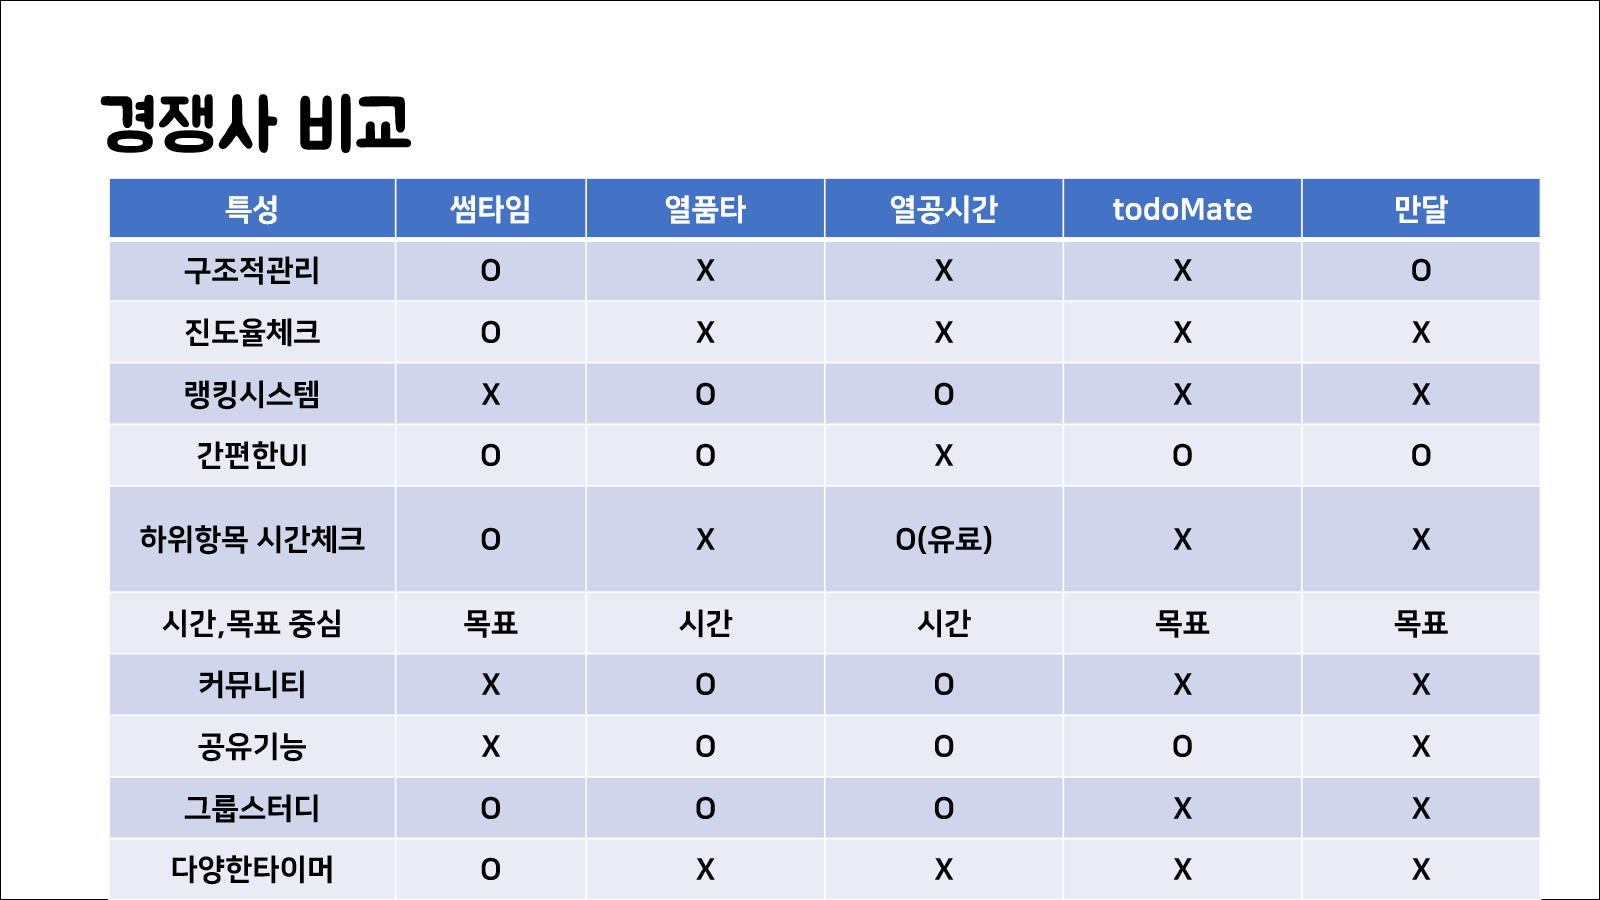 경쟁사 비교
특성 썸타임 열품타 열공시간 todoMate 만달
구조적관리 O X X X O
진도율체크 O X X X X
랭킹시스템 X O O X X
간편한UI O O X O O
하위항목 시간체크 O X O(유료) X X
시간,목표 중심 목표 시간 시간 목표 목표
커뮤니티 X O O X X
공유기능 X O O O X
그룹스터디 O O O X X
다양한타이머 O X X X X